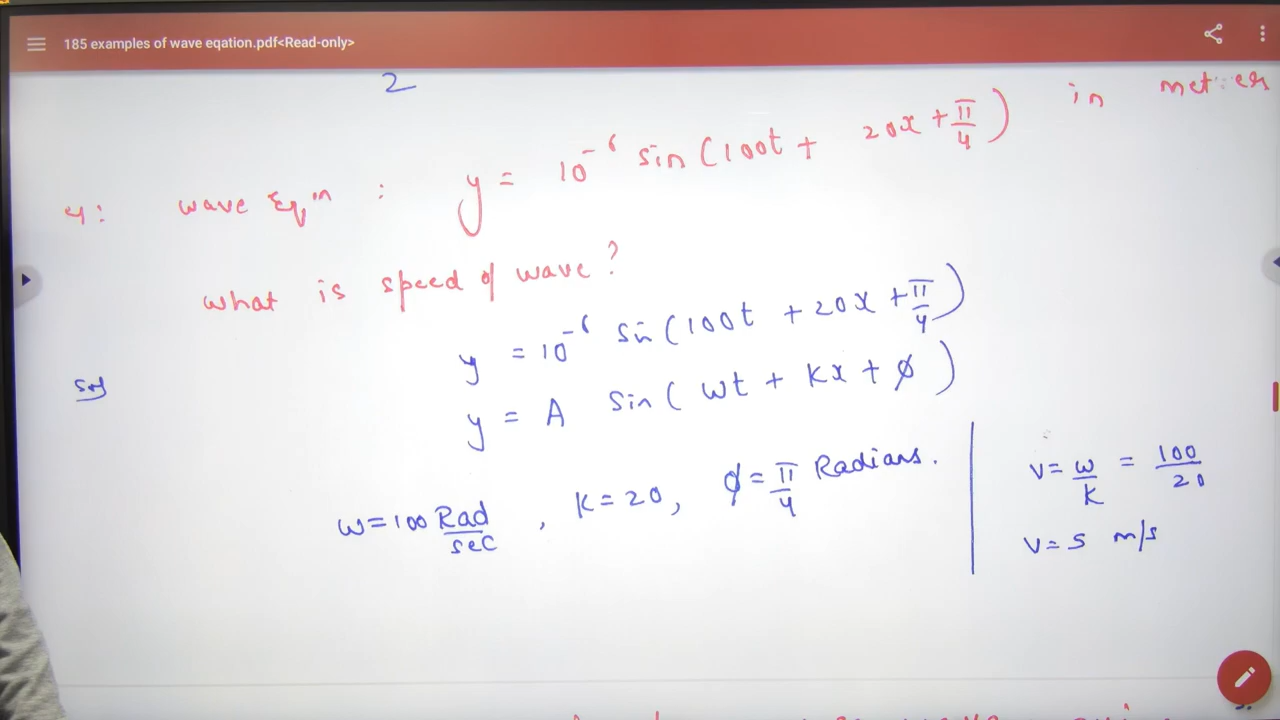 185 examples of wave eqation.pdf<Read-only>
2
4: wave Eqⁿ : y = 10⁻⁶ sin(100t + 20x + π/4) in meters
What is speed of wave?
y = 10⁻⁶ sin(100t + 20x + π/4)
Sol
y = A sin( wt + Kx + ϕ )
w = 100 Rad/sec , K = 20, ϕ = π/4 Radians.
v = w/k = 100/20
v = 5 m/s